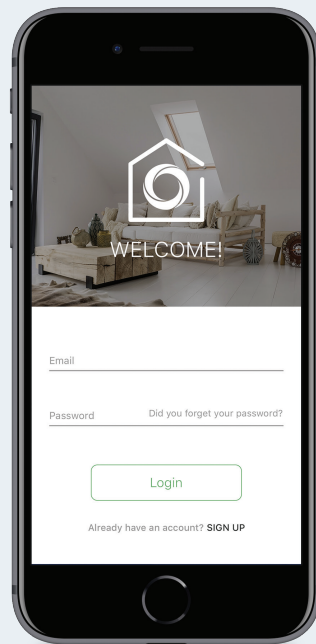 WELCOME!
Email
Password Did you forget your password?
Login
Already have an account? SIGN UP